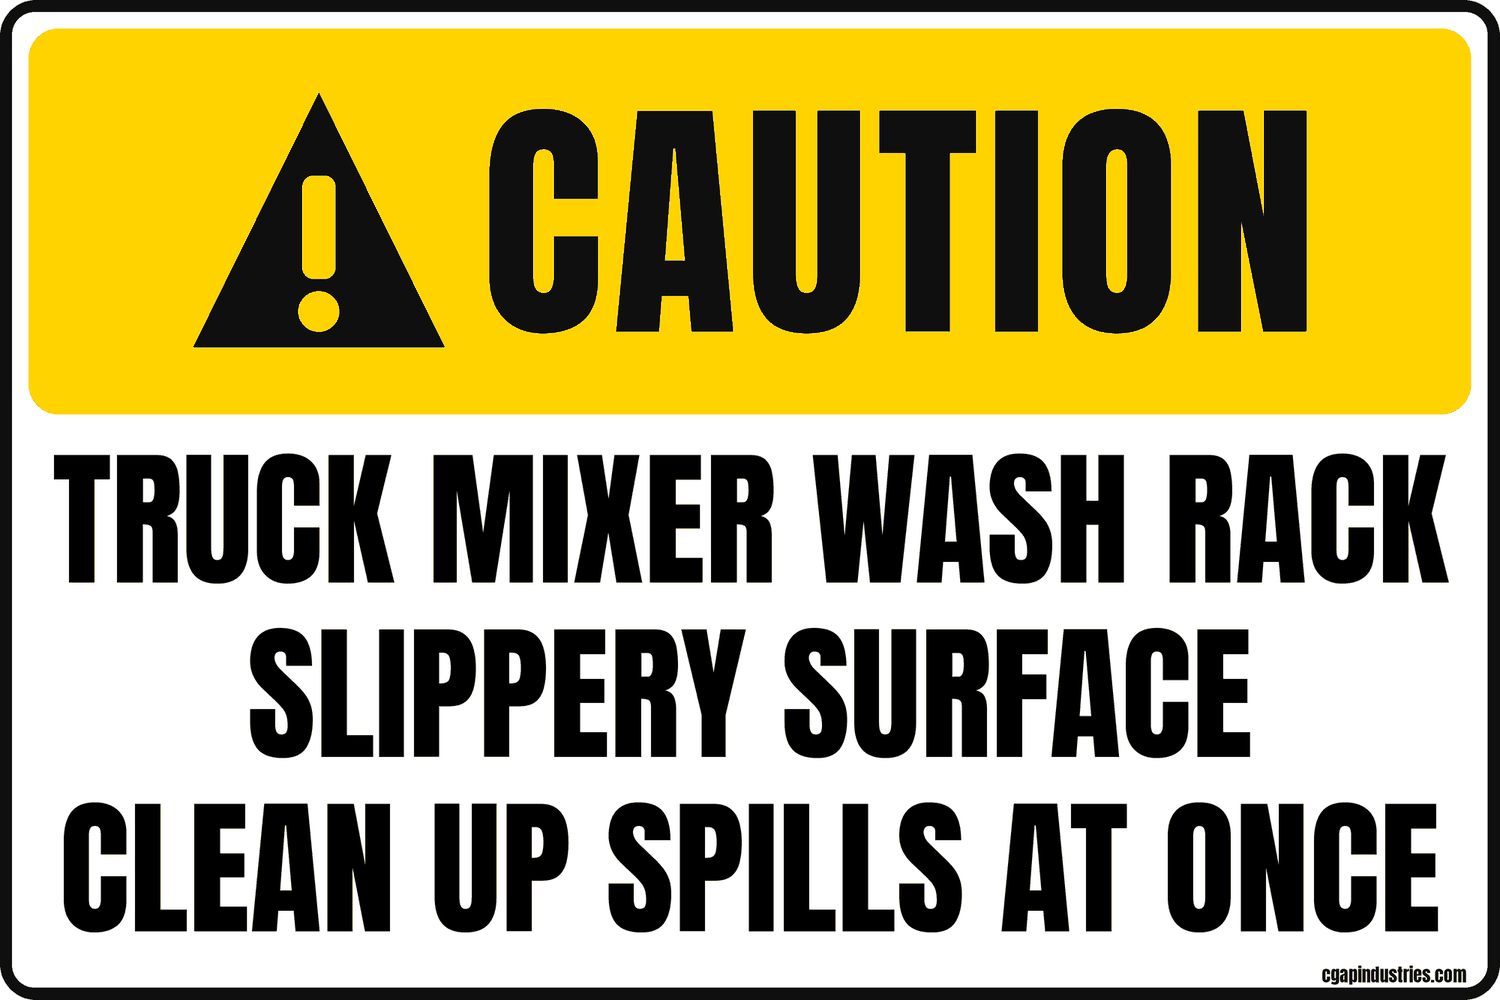 CAUTION
TRUCK MIXER WASH RACK
SLIPPERY SURFACE
CLEAN UP SPILLS AT ONCE
cgapindustries.com